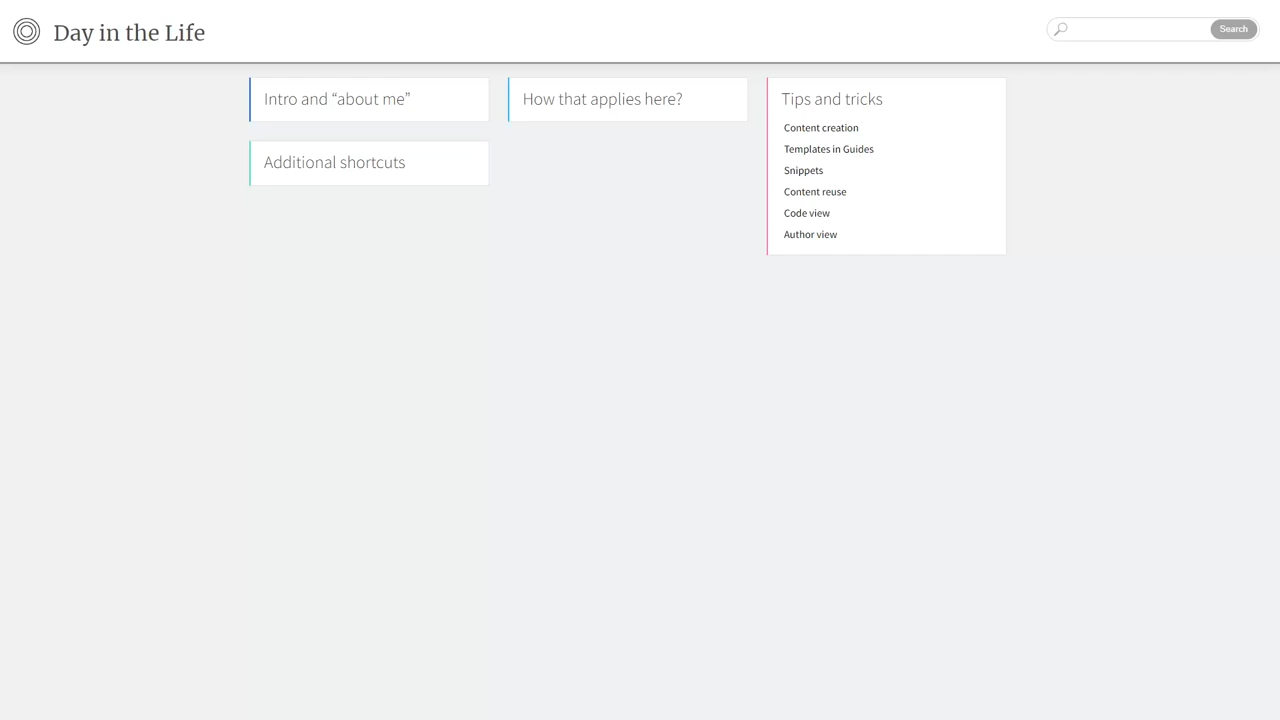 Day in the Life
Search
Intro and “about me”
How that applies here?
Tips and tricks
Content creation
Templates in Guides
Snippets
Content reuse
Code view
Author view
Additional shortcuts